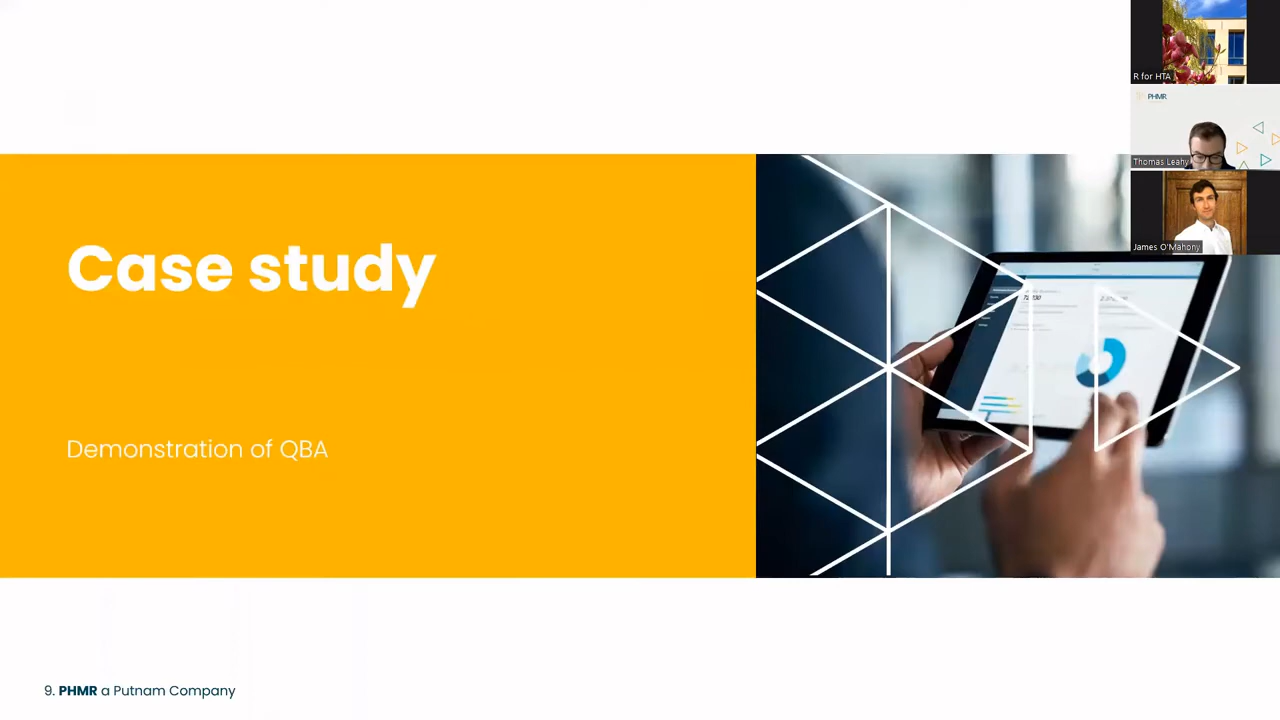 R for HTA
PHMR
Thomas Leahy
James O'Mahony
Case study
Demonstration of QBA
9. PHMR a Putnam Company